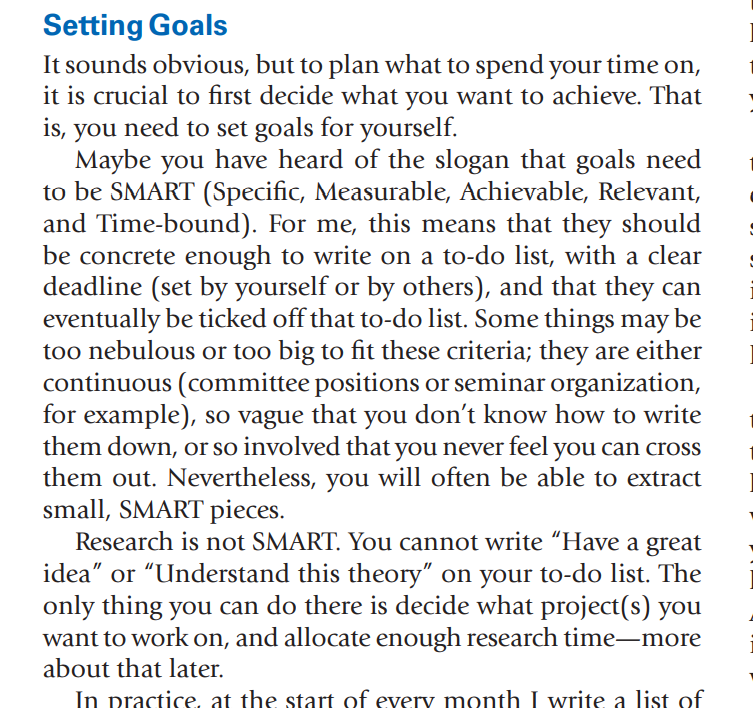 Setting Goals
It sounds obvious, but to plan what to spend your time on,
it is crucial to first decide what you want to achieve. That
is, you need to set goals for yourself.
Maybe you have heard of the slogan that goals need
to be SMART (Specific, Measurable, Achievable, Relevant,
and Time-bound). For me, this means that they should
be concrete enough to write on a to-do list, with a clear
deadline (set by yourself or by others), and that they can
eventually be ticked off that to-do list. Some things may be
too nebulous or too big to fit these criteria; they are either
continuous (committee positions or seminar organization,
for example), so vague that you don’t know how to write
them down, or so involved that you never feel you can cross
them out. Nevertheless, you will often be able to extract
small, SMART pieces.
Research is not SMART. You cannot write “Have a great
idea” or “Understand this theory” on your to-do list. The
only thing you can do there is decide what project(s) you
want to work on, and allocate enough research time—more
about that later.
In practice, at the start of every month I write a list of